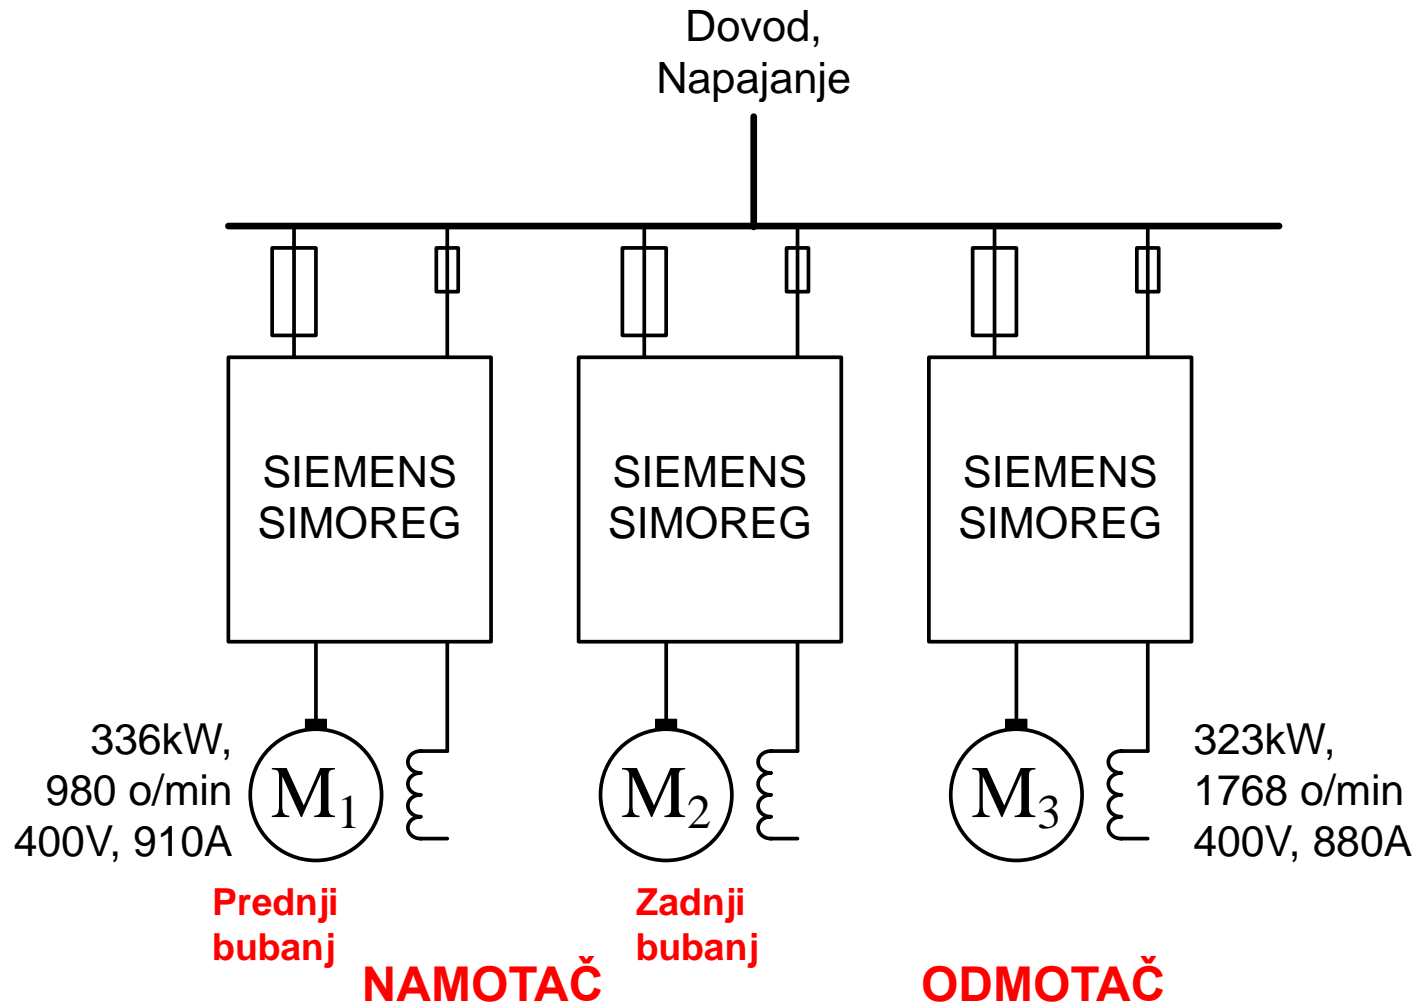 Dovod,
Napajanje
SIEMENS
SIMOREG
SIEMENS
SIMOREG
SIEMENS
SIMOREG
336kW,
980 o/min
400V, 910A
M1
M2
M3
323kW,
1768 o/min
400V, 880A
Prednji
bubanj
Zadnji
bubanj
NAMOTAČ
ODMOTAČ